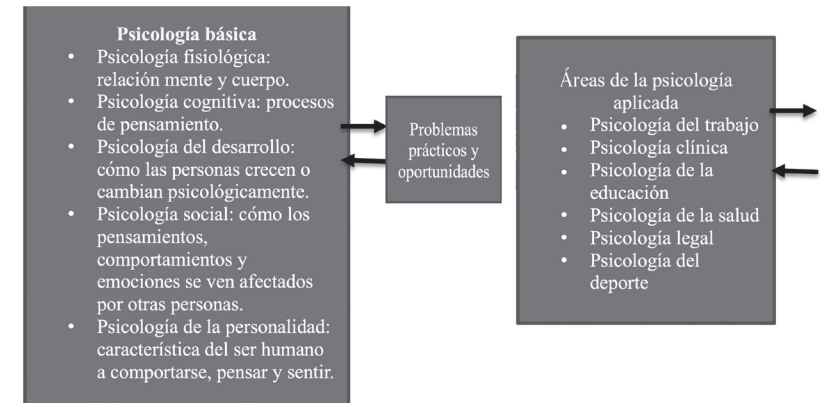 Psicología básica
• Psicología fisiológica:
relación mente y cuerpo.
• Psicología cognitiva: procesos
de pensamiento.
• Psicología del desarrollo:
cómo las personas crecen o
cambian psicológicamente.
• Psicología social: cómo los
pensamientos,
comportamientos y
emociones se ven afectados
por otras personas.
• Psicología de la personalidad:
característica del ser humano
a comportarse, pensar y sentir.
Problemas
prácticos y
oportunidades
Áreas de la psicología
aplicada
• Psicología del trabajo
• Psicología clínica
• Psicología de la
educación
• Psicología de la salud
• Psicología legal
• Psicología del
deporte